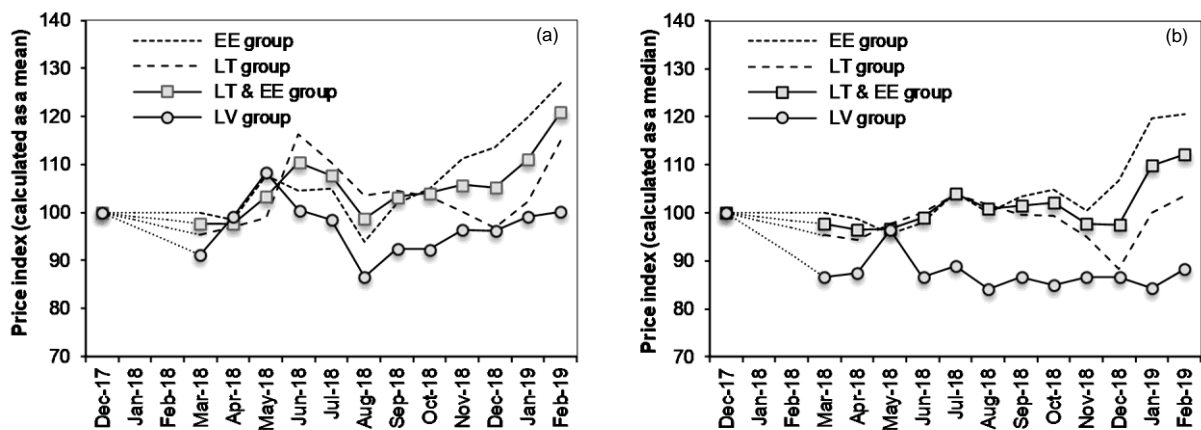 Price index (calculated as a mean)
140
130
120
110
100
90
80
70
(a)
EE group
LT group
LT & EE group
LV group
Dec-17
Jan-18
Feb-18
Mar-18
Apr-18
May-18
Jun-18
Jul-18
Aug-18
Sep-18
Oct-18
Nov-18
Dec-18
Jan-19
Feb-19
Price index (calculated as a median)
140
130
120
110
100
90
80
70
(b)
EE group
LT group
LT & EE group
LV group
Dec-17
Jan-18
Feb-18
Mar-18
Apr-18
May-18
Jun-18
Jul-18
Aug-18
Sep-18
Oct-18
Nov-18
Dec-18
Jan-19
Feb-19